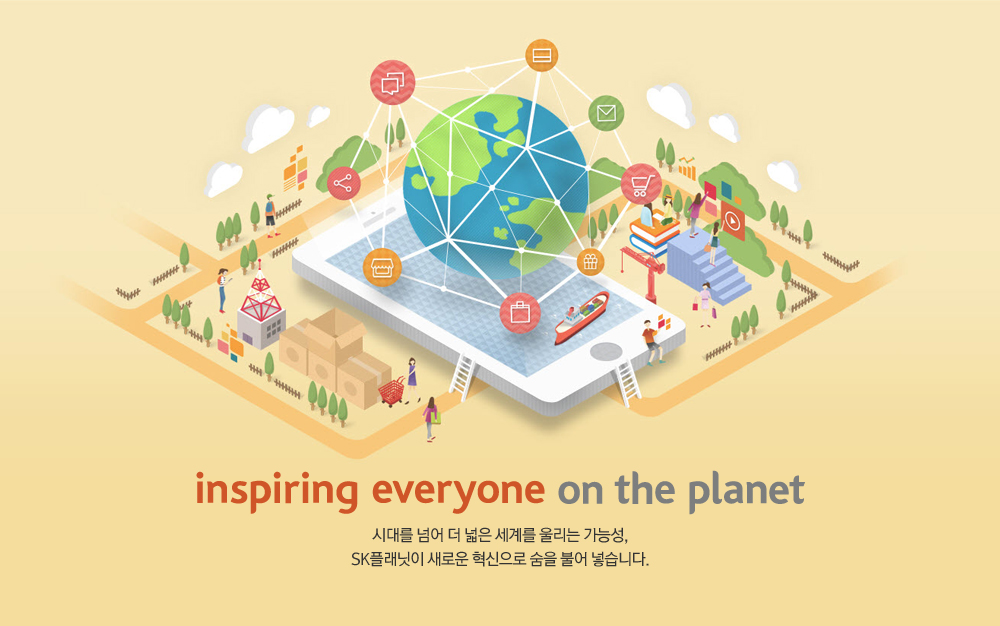 inspiring everyone on the planet
시대를 넘어 더 넓은 세계를 울리는 가능성,
SK플래닛이 새로운 혁신으로 숨을 불어 넣습니다.